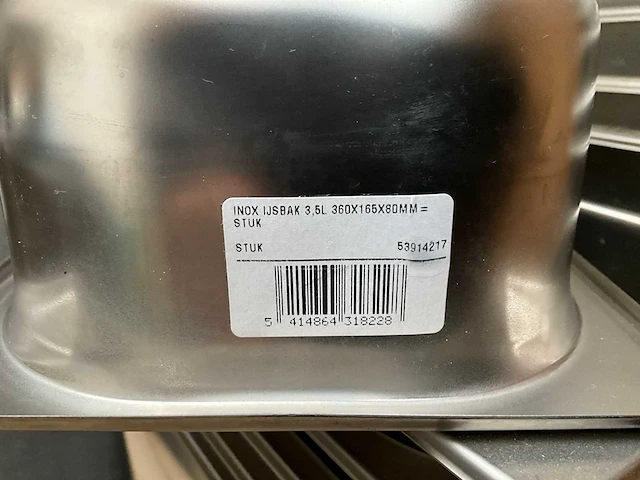 INOX IJSBAK 3,5L 360X165X80MM=
STUK
STUK 53914217
5 414864 318228